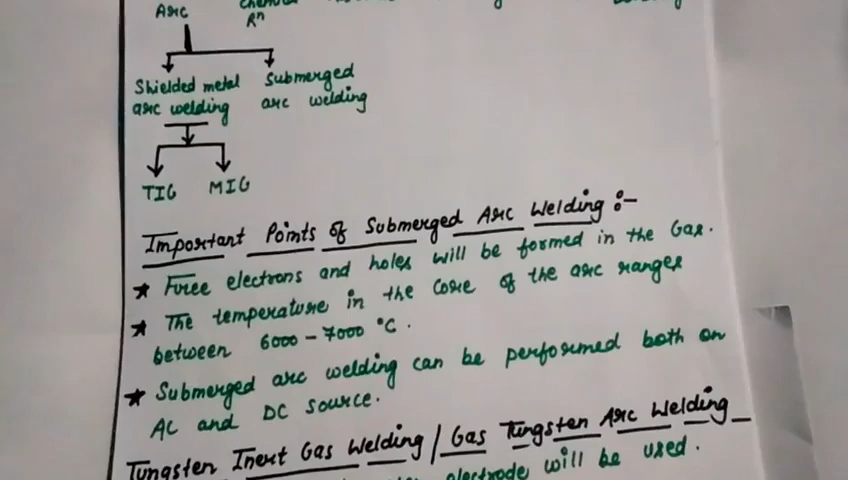 Arc
Chemical
Rⁿ
Shielded metal Submerged
arc welding arc welding
TIG MIG
Important Points of Submerged Arc Welding :-
★ Free electrons and holes will be formed in the Gas.
★ The temperature in the core of the arc ranges
between 6000 - 7000 °C.
★ Submerged arc welding can be performed both on
AC and DC source.
Tungsten Inert Gas Welding / Gas Tungsten Arc Welding
electrode will be used.